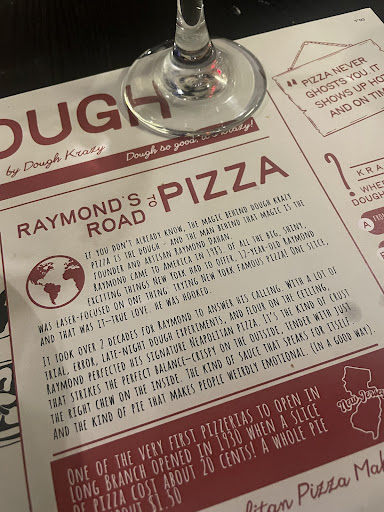 OUGH
by Dough Krazy
Dough so good, it's Krazy!
"PIZZA NEVER
GHOSTS YOU. IT
SHOWS UP HO
AND ON TIM
RAYMOND'S
ROAD
TO
PIZZA
IF YOU DON'T ALREADY KNOW, THE MAGIC BEHIND DOUGH KRAZY
PIZZA IS THE DOUGH - AND THE MAN BEHIND THAT MAGIC IS THE
FOUNDER AND ARTISAN RAYMOND DAHAN.
RAYMOND CAME TO AMERICA IN 1983. OF ALL THE BIG, SHINY,
EXCITING THINGS NEW YORK HAD TO OFFER, 17-YEAR-OLD RAYMOND
WAS LASER-FOCUSED ON ONE THING: TRYING NEW YORK FAMOUS PIZZA! ONE SLICE,
AND THAT WAS IT—TRUE LOVE. HE WAS HOOKED.
IT TOOK OVER 2 DECADES FOR RAYMOND TO ANSWER HIS CALLING. WITH A LOT OF
TRIAL, ERROR, LATE-NIGHT DOUGH EXPERIMENTS, AND FLOUR ON THE CEILING,
RAYMOND PERFECTED HIS SIGNATURE NEAPOLITAN PIZZA. IT'S THE KIND OF CRUST
THAT STRIKES THE PERFECT BALANCE—CRISPY ON THE OUTSIDE, TENDER WITH JUST
THE RIGHT CHEW ON THE INSIDE. THE KIND OF SAUCE THAT SPEAKS FOR ITSELF.
AND THE KIND OF PIE THAT MAKES PEOPLE WEIRDLY EMOTIONAL. (IN A GOOD WAY).
? KRA
WHE
DOUGH
A
New Jersey
ONE OF THE VERY FIRST PIZZERIAS TO OPEN IN
LONG BRANCH OPENED IN 1930 WHEN A SLICE
OF PIZZA COST ABOUT 20 CENTS! A WHOLE PIE
ABOUT $1.50
litan Pizza Mak